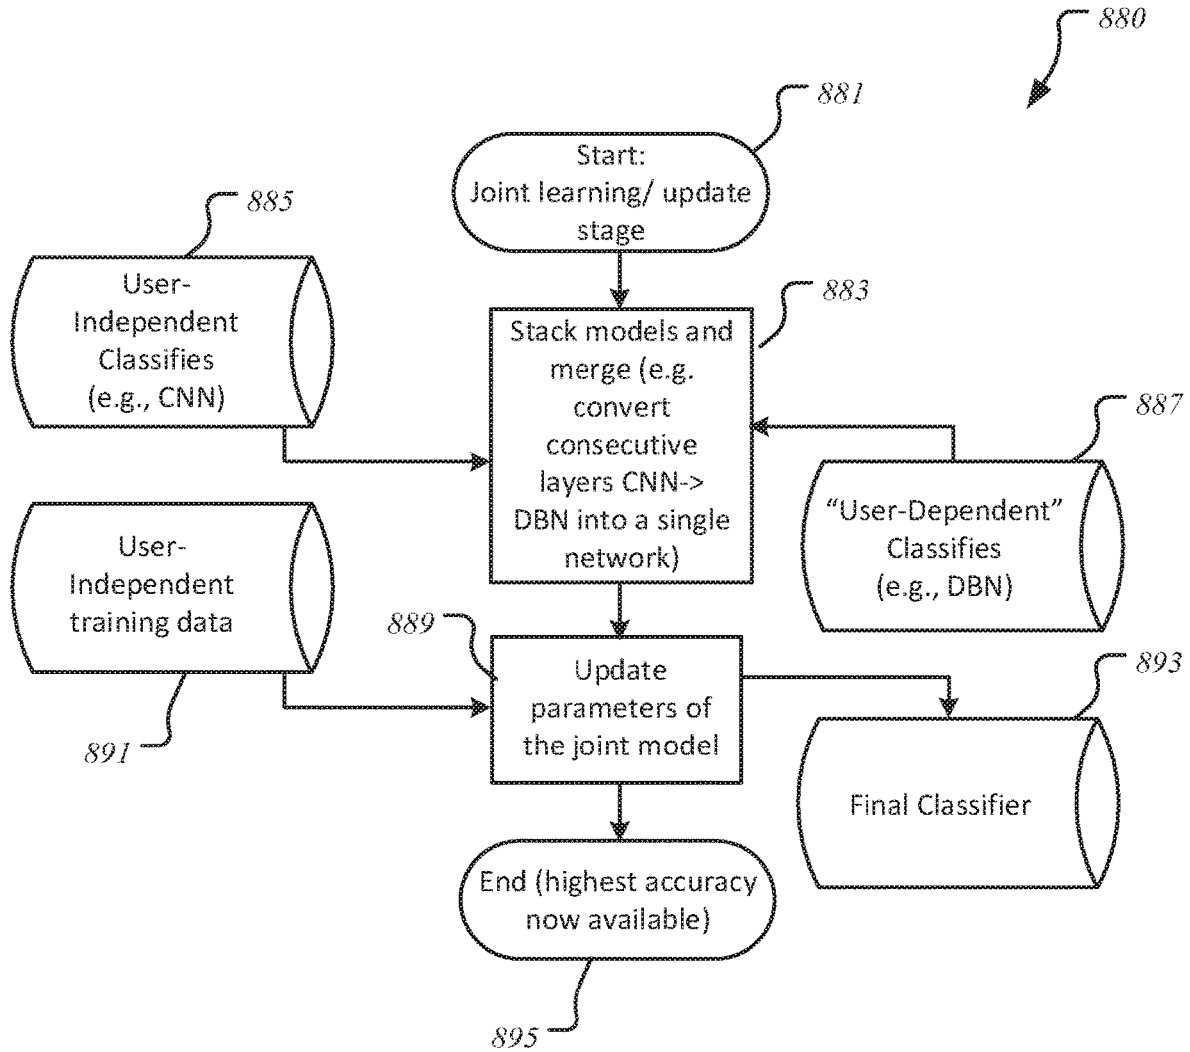 880
881
Start:
Joint learning/ update
stage
885
User-
Independent
Classifies
(e.g., CNN)
883
Stack models and
merge (e.g.
convert
consecutive
layers CNN->
DBN into a single
network)
887
“User-Dependent”
Classifies
(e.g., DBN)
User-
Independent
training data
891
889
Update
parameters of
the joint model
893
Final Classifier
End (highest accuracy
now available)
895